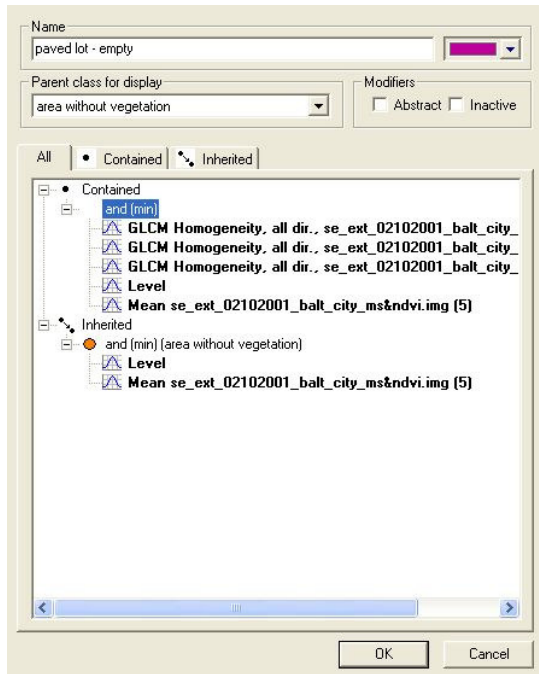 Name
paved lot - empty
Parent class for display
area without vegetation
Modifiers
Abstract
Inactive
All
Contained
Inherited
Contained
and (min)
GLCM Homogeneity, all dir., se_ext_02102001_balt_city_
GLCM Homogeneity, all dir., se_ext_02102001_balt_city_
GLCM Homogeneity, all dir., se_ext_02102001_balt_city_
Level
Mean se_ext_02102001_balt_city_ms&ndvi.img (5)
Inherited
and (min) (area without vegetation)
Level
Mean se_ext_02102001_balt_city_ms&ndvi.img (5)
OK
Cancel